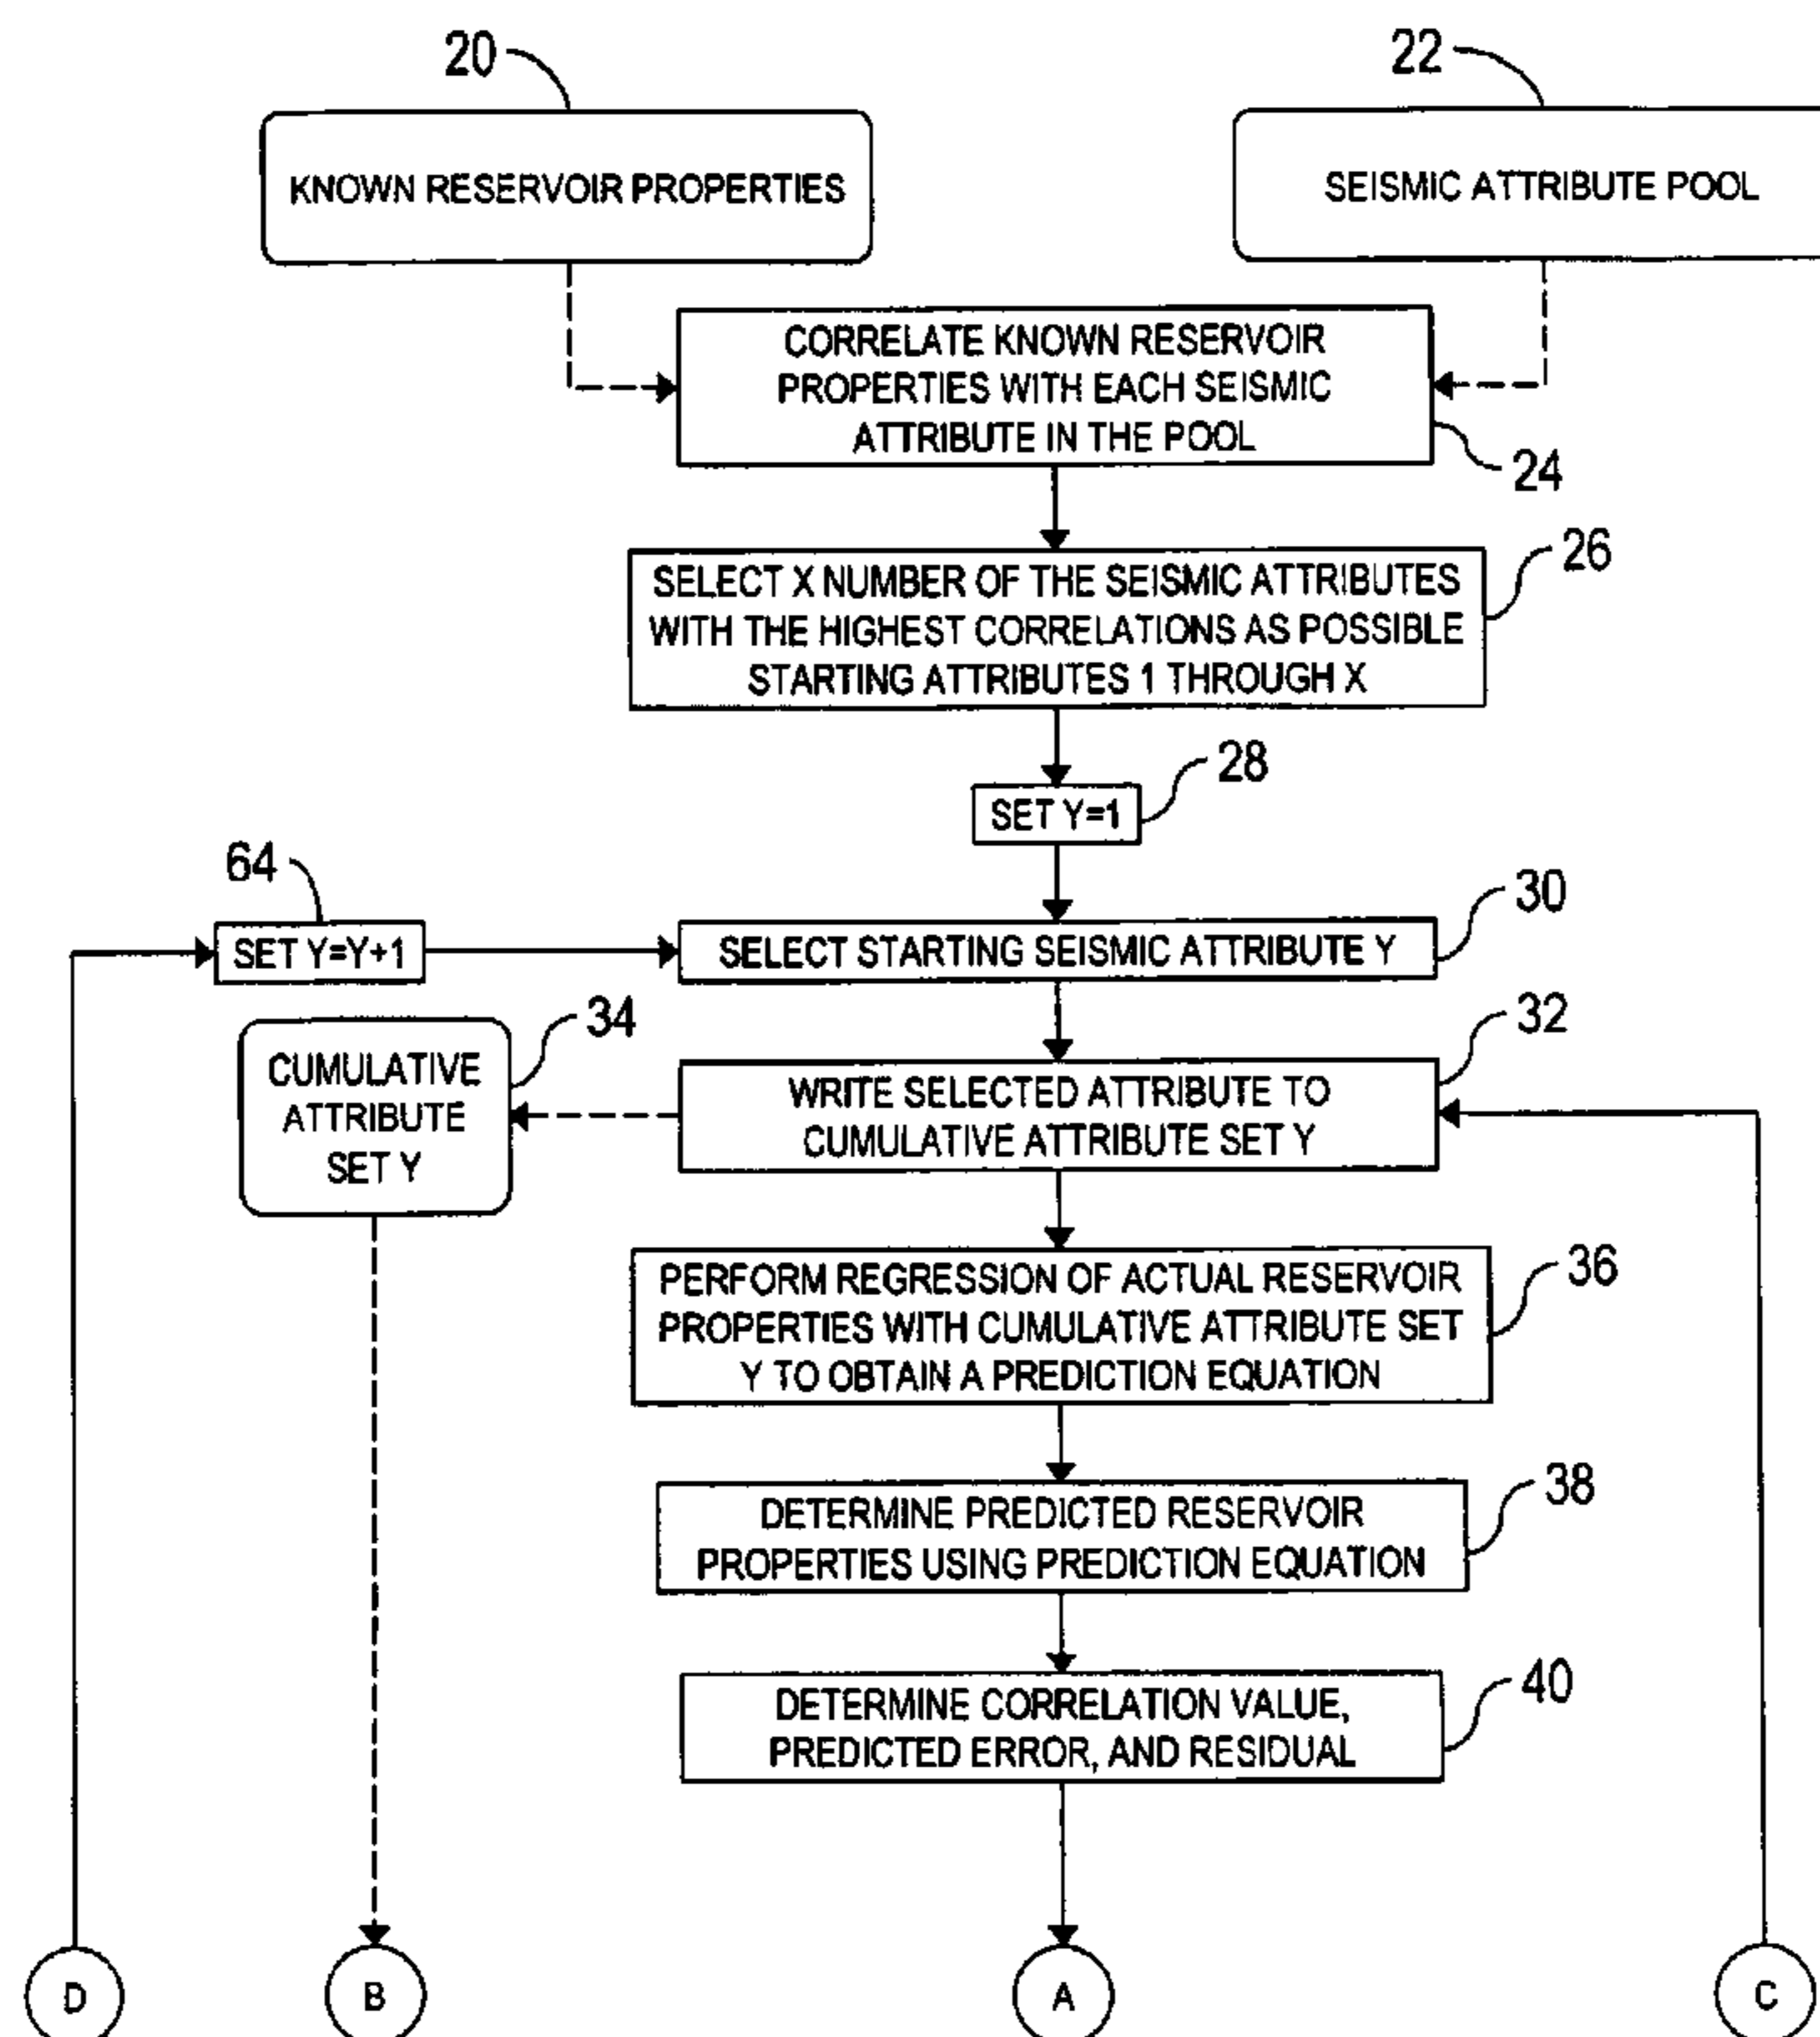 20
22
KNOWN RESERVOIR PROPERTIES
SEISMIC ATTRIBUTE POOL
CORRELATE KNOWN RESERVOIR
PROPERTIES WITH EACH SEISMIC
ATTRIBUTE IN THE POOL
24
SELECT X NUMBER OF THE SEISMIC ATTRIBUTES
WITH THE HIGHEST CORRELATIONS AS POSSIBLE
STARTING ATTRIBUTES 1 THROUGH X
26
SET Y=1
28
64
SET Y=Y+1
SELECT STARTING SEISMIC ATTRIBUTE Y
30
CUMULATIVE
ATTRIBUTE
SET Y
34
WRITE SELECTED ATTRIBUTE TO
CUMULATIVE ATTRIBUTE SET Y
32
PERFORM REGRESSION OF ACTUAL RESERVOIR
PROPERTIES WITH CUMULATIVE ATTRIBUTE SET
Y TO OBTAIN A PREDICTION EQUATION
36
DETERMINE PREDICTED RESERVOIR
PROPERTIES USING PREDICTION EQUATION
38
DETERMINE CORRELATION VALUE,
PREDICTED ERROR, AND RESIDUAL
40
D
B
A
C